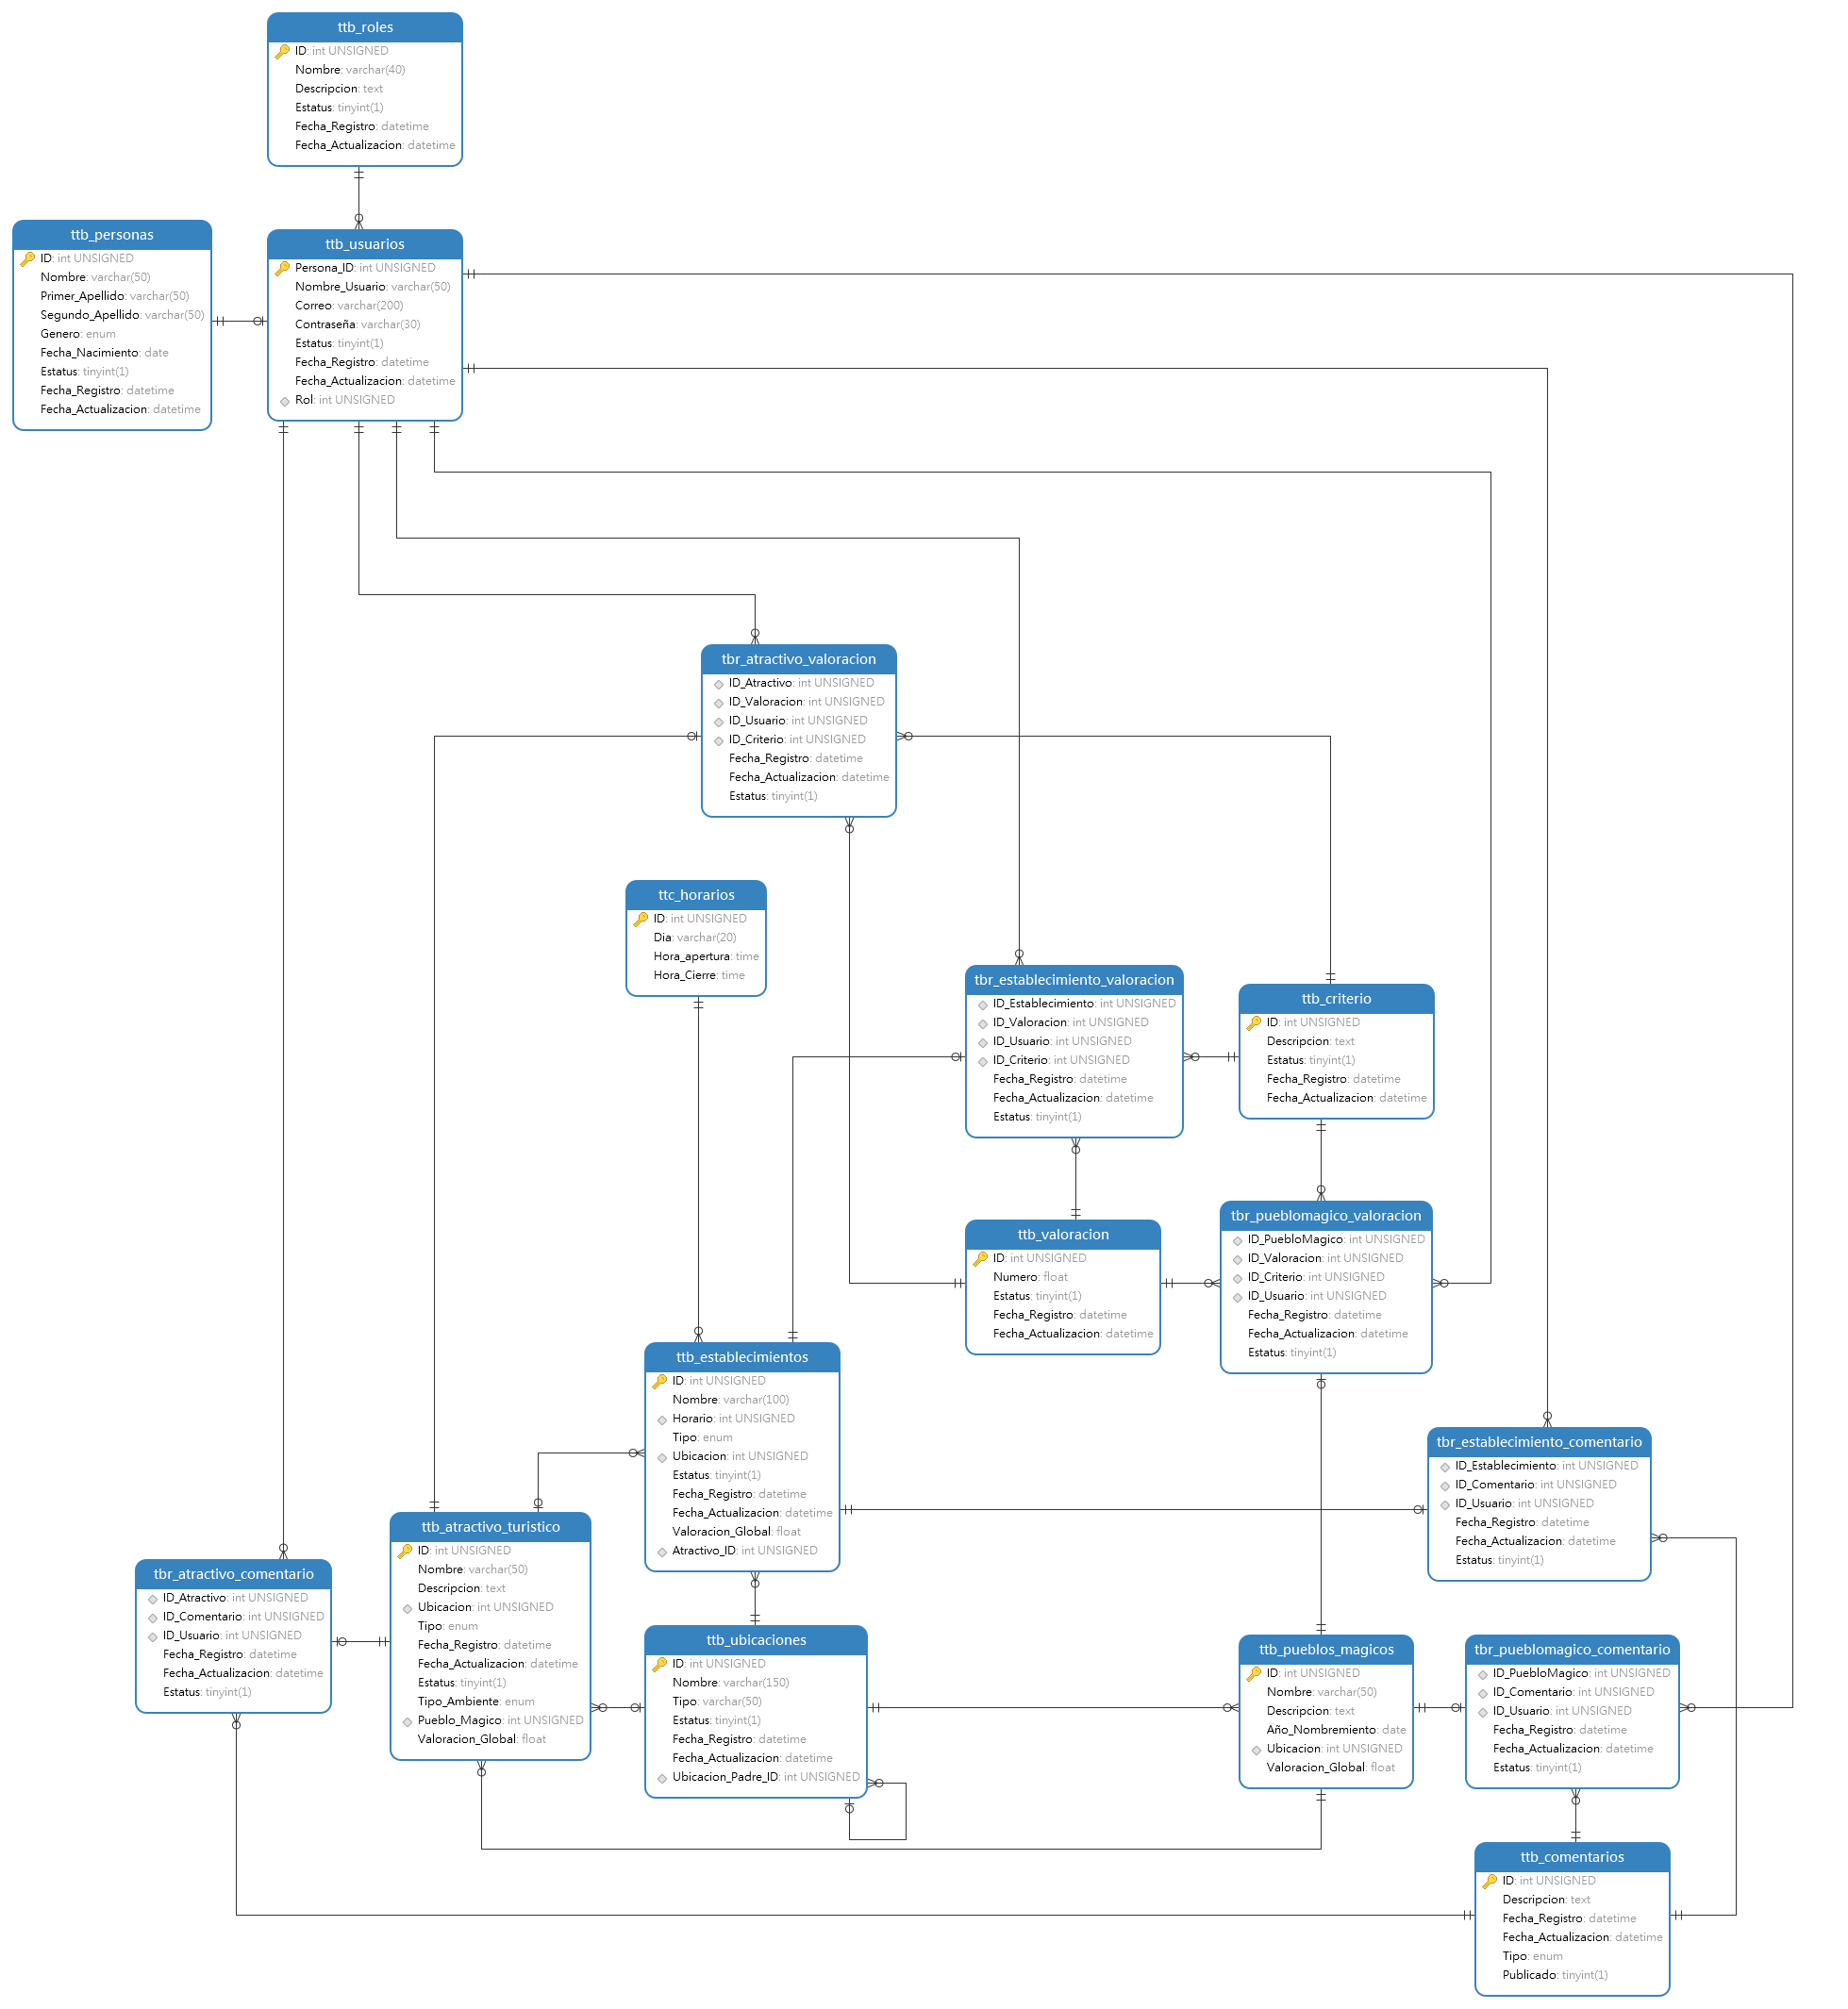 ttb_roles
ID: int UNSIGNED
Nombre: varchar(40)
Descripcion: text
Estatus: tinyint(1)
Fecha_Registro: datetime
Fecha_Actualizacion: datetime
ttb_personas
ID: int UNSIGNED
Nombre: varchar(50)
Primer_Apellido: varchar(50)
Segundo_Apellido: varchar(50)
Genero: enum
Fecha_Nacimiento: date
Estatus: tinyint(1)
Fecha_Registro: datetime
Fecha_Actualizacion: datetime
ttb_usuarios
Persona_ID: int UNSIGNED
Nombre_Usuario: varchar(50)
Correo: varchar(200)
Contraseña: varchar(30)
Estatus: tinyint(1)
Fecha_Registro: datetime
Fecha_Actualizacion: datetime
Rol: int UNSIGNED
tbr_atractivo_valoracion
ID_Atractivo: int UNSIGNED
ID_Valoracion: int UNSIGNED
ID_Usuario: int UNSIGNED
ID_Criterio: int UNSIGNED
Fecha_Registro: datetime
Fecha_Actualizacion: datetime
Estatus: tinyint(1)
ttc_horarios
ID: int UNSIGNED
Dia: varchar(20)
Hora_apertura: time
Hora_Cierre: time
tbr_establecimiento_valoracion
ID_Establecimiento: int UNSIGNED
ID_Valoracion: int UNSIGNED
ID_Usuario: int UNSIGNED
ID_Criterio: int UNSIGNED
Fecha_Registro: datetime
Fecha_Actualizacion: datetime
Estatus: tinyint(1)
ttb_criterio
ID: int UNSIGNED
Descripcion: text
Estatus: tinyint(1)
Fecha_Registro: datetime
Fecha_Actualizacion: datetime
ttb_valoracion
ID: int UNSIGNED
Numero: float
Estatus: tinyint(1)
Fecha_Registro: datetime
Fecha_Actualizacion: datetime
tbr_pueblomagico_valoracion
ID_PuebloMagico: int UNSIGNED
ID_Valoracion: int UNSIGNED
ID_Criterio: int UNSIGNED
ID_Usuario: int UNSIGNED
Fecha_Registro: datetime
Fecha_Actualizacion: datetime
Estatus: tinyint(1)
ttb_establecimientos
ID: int UNSIGNED
Nombre: varchar(100)
Horario: int UNSIGNED
Tipo: enum
Ubicacion: int UNSIGNED
Estatus: tinyint(1)
Fecha_Registro: datetime
Fecha_Actualizacion: datetime
Valoracion_Global: float
Atractivo_ID: int UNSIGNED
tbr_establecimiento_comentario
ID_Establecimiento: int UNSIGNED
ID_Comentario: int UNSIGNED
ID_Usuario: int UNSIGNED
Fecha_Registro: datetime
Fecha_Actualizacion: datetime
Estatus: tinyint(1)
tbr_atractivo_comentario
ID_Atractivo: int UNSIGNED
ID_Comentario: int UNSIGNED
ID_Usuario: int UNSIGNED
Fecha_Registro: datetime
Fecha_Actualizacion: datetime
Estatus: tinyint(1)
ttb_atractivo_turistico
ID: int UNSIGNED
Nombre: varchar(50)
Descripcion: text
Ubicacion: int UNSIGNED
Tipo: enum
Fecha_Registro: datetime
Fecha_Actualizacion: datetime
Estatus: tinyint(1)
Tipo_Ambiente: enum
Pueblo_Magico: int UNSIGNED
Valoracion_Global: float
ttb_ubicaciones
ID: int UNSIGNED
Nombre: varchar(150)
Tipo: varchar(50)
Estatus: tinyint(1)
Fecha_Registro: datetime
Fecha_Actualizacion: datetime
Ubicacion_Padre_ID: int UNSIGNED
ttb_pueblos_magicos
ID: int UNSIGNED
Nombre: varchar(50)
Descripcion: text
Año_Nombremiento: date
Ubicacion: int UNSIGNED
Valoracion_Global: float
tbr_pueblomagico_comentario
ID_PuebloMagico: int UNSIGNED
ID_Comentario: int UNSIGNED
ID_Usuario: int UNSIGNED
Fecha_Registro: datetime
Fecha_Actualizacion: datetime
Estatus: tinyint(1)
ttb_comentarios
ID: int UNSIGNED
Descripcion: text
Fecha_Registro: datetime
Fecha_Actualizacion: datetime
Tipo: enum
Publicado: tinyint(1)